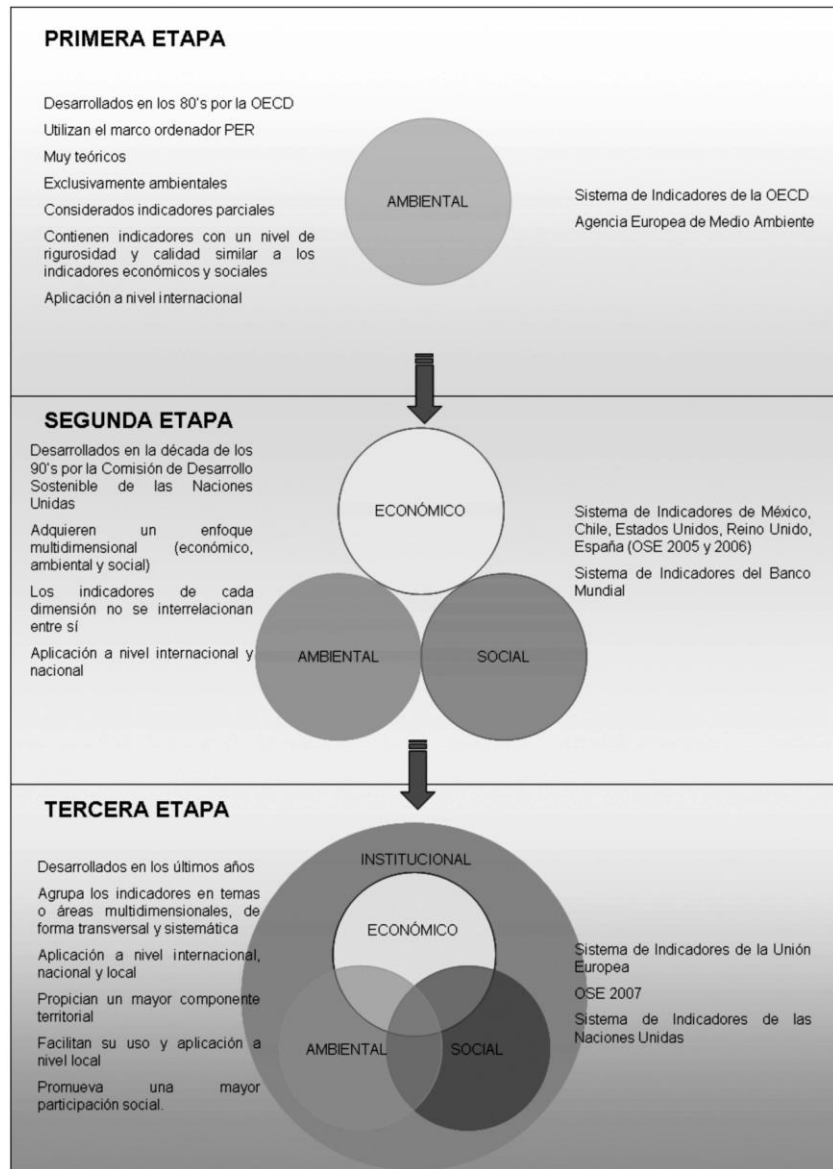 PRIMERA ETAPA
Desarrollados en los 80's por la OECD
Utilizan el marco ordenador PER
Muy teóricos
Exclusivamente ambientales
Considerados indicadores parciales
Contienen indicadores con un nivel de
rigurosidad y calidad similar a los
indicadores económicos y sociales
Aplicación a nivel internacional
AMBIENTAL
Sistema de Indicadores de la OECD
Agencia Europea de Medio Ambiente
SEGUNDA ETAPA
Desarrollados en la década de los
90's por la Comisión de Desarrollo
Sostenible de las Naciones
Unidas
Adquieren un enfoque
multidimensional (económico,
ambiental y social)
Los indicadores de cada
dimensión no se interrelacionan
entre sí
Aplicación a nivel internacional y
nacional
ECONÓMICO
AMBIENTAL
SOCIAL
Sistema de Indicadores de México,
Chile, Estados Unidos, Reino Unido,
España (OSE 2005 y 2006)
Sistema de Indicadores del Banco
Mundial
TERCERA ETAPA
Desarrollados en los últimos años
Agrupa los indicadores en temas
o áreas multidimensionales, de
forma transversal y sistemática
Aplicación a nivel internacional,
nacional y local
Propician un mayor componente
territorial
Facilitan su uso y aplicación a
nivel local
Promueva una mayor
participación social.
INSTITUCIONAL
ECONÓMICO
AMBIENTAL
SOCIAL
Sistema de Indicadores de la Unión
Europea
OSE 2007
Sistema de Indicadores de las
Naciones Unidas